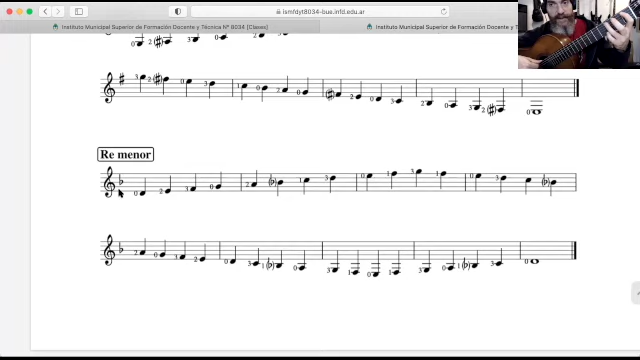 ismfdyt8034-bue.infd.edu.ar
Instituto Municipal Superior de Formación Docente y Técnica Nº 8034 [Clases]
Instituto Municipal Superior de Formación Docente y T
Re menor